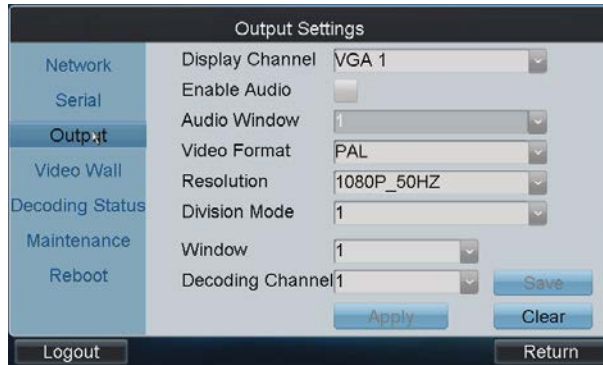 Output Settings
Network
Serial
Output
Video Wall
Decoding Status
Maintenance
Reboot
Display Channel VGA 1
Enable Audio
Audio Window 1
Video Format PAL
Resolution 1080P_50HZ
Division Mode 1
Window 1
Decoding Channel 1
Save
Apply
Clear
Logout
Return